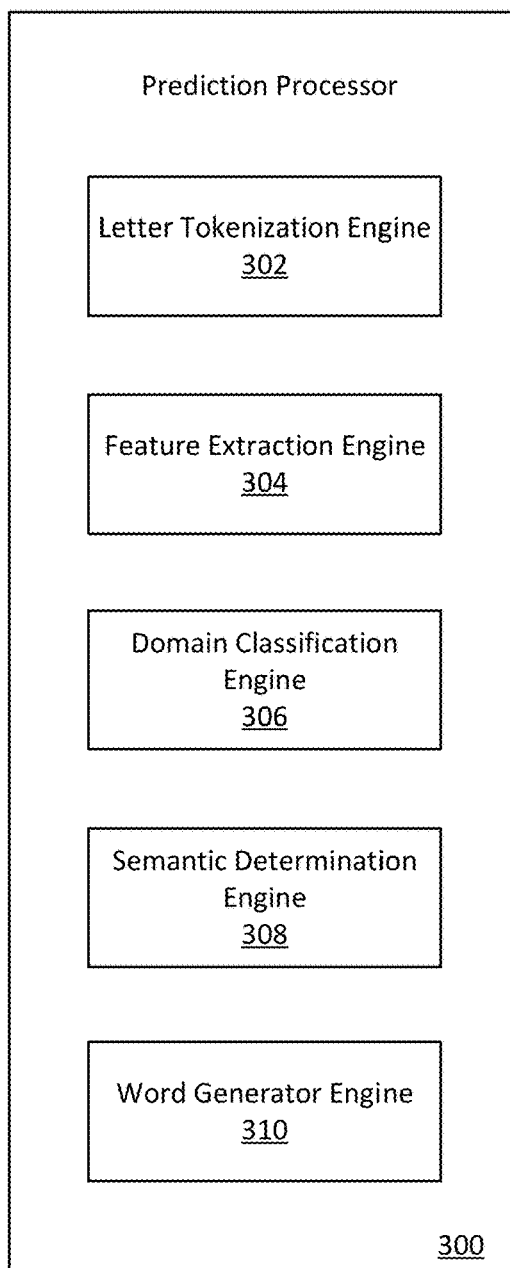 Prediction Processor
Letter Tokenization Engine
302
Feature Extraction Engine
304
Domain Classification
Engine
306
Semantic Determination
Engine
308
Word Generator Engine
310
300